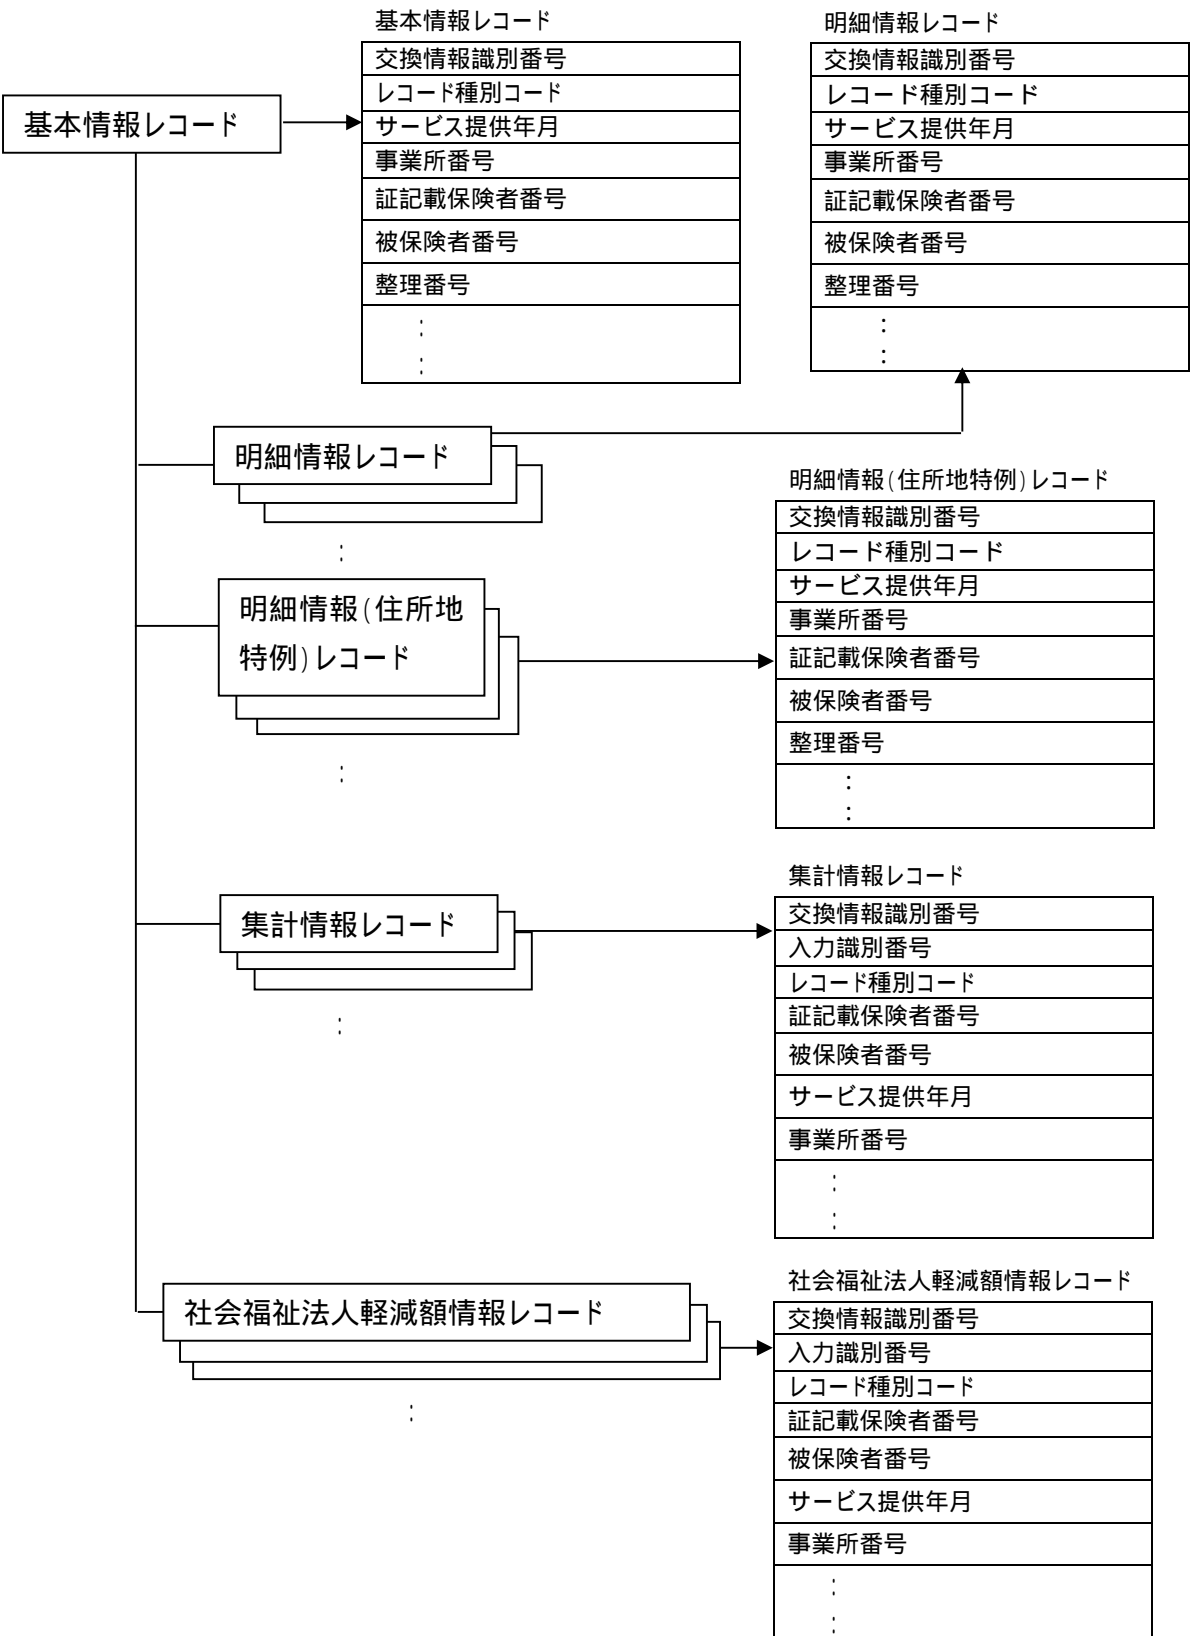 基本情報レコード
基本情報レコード
交換情報識別番号
レコード種別コード
サービス提供年月
事業所番号
証記載保険者番号
被保険者番号
整理番号
:
:
明細情報レコード
交換情報識別番号
レコード種別コード
サービス提供年月
事業所番号
証記載保険者番号
被保険者番号
整理番号
:
:
明細情報レコード
:
明細情報(住所地
特例)レコード
:
明細情報(住所地特例)レコード
交換情報識別番号
レコード種別コード
サービス提供年月
事業所番号
証記載保険者番号
被保険者番号
整理番号
:
:
集計情報レコード
:
集計情報レコード
交換情報識別番号
入力識別番号
レコード種別コード
証記載保険者番号
被保険者番号
サービス提供年月
事業所番号
:
:
社会福祉法人軽減額情報レコード
:
社会福祉法人軽減額情報レコード
交換情報識別番号
入力識別番号
レコード種別コード
証記載保険者番号
被保険者番号
サービス提供年月
事業所番号
:
: